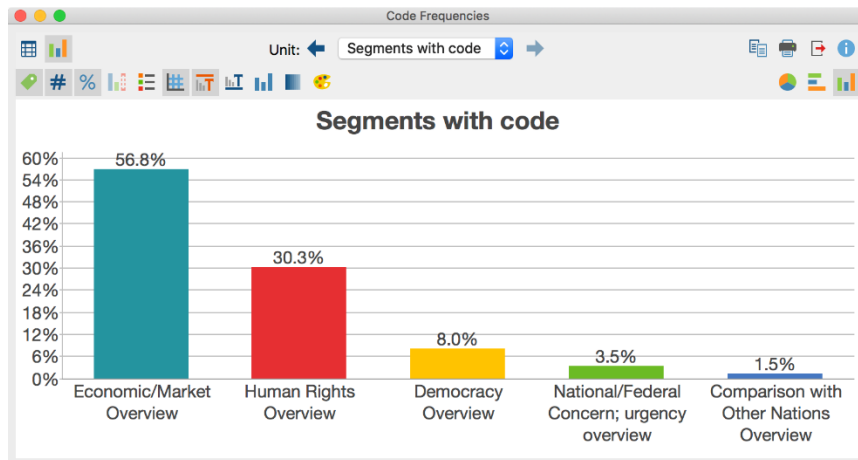 Code Frequencies
Unit: Segments with code
# %
Segments with code
60%
54%
48%
42%
36%
30%
24%
18%
12%
6%
0%
56.8%
30.3%
8.0%
3.5%
1.5%
Economic/Market
Overview
Human Rights
Overview
Democracy
Overview
National/Federal
Concern; urgency
overview
Comparison with
Other Nations
Overview